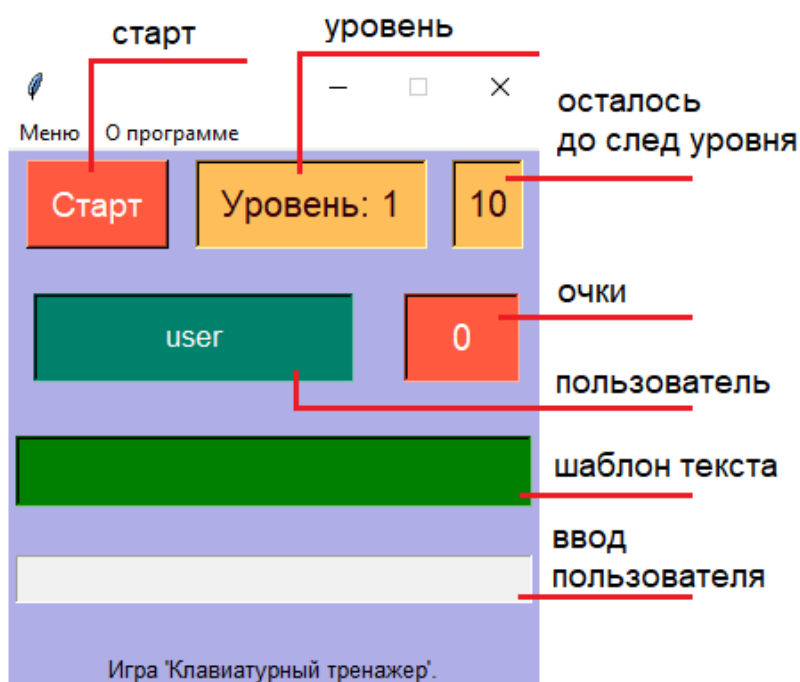 старт
уровень
осталось
до след уровня
Меню О программе
Старт
Уровень: 1
10
очки
user
0
пользователь
шаблон текста
ввод
пользователя
Игра 'Клавиатурный тренажер'.